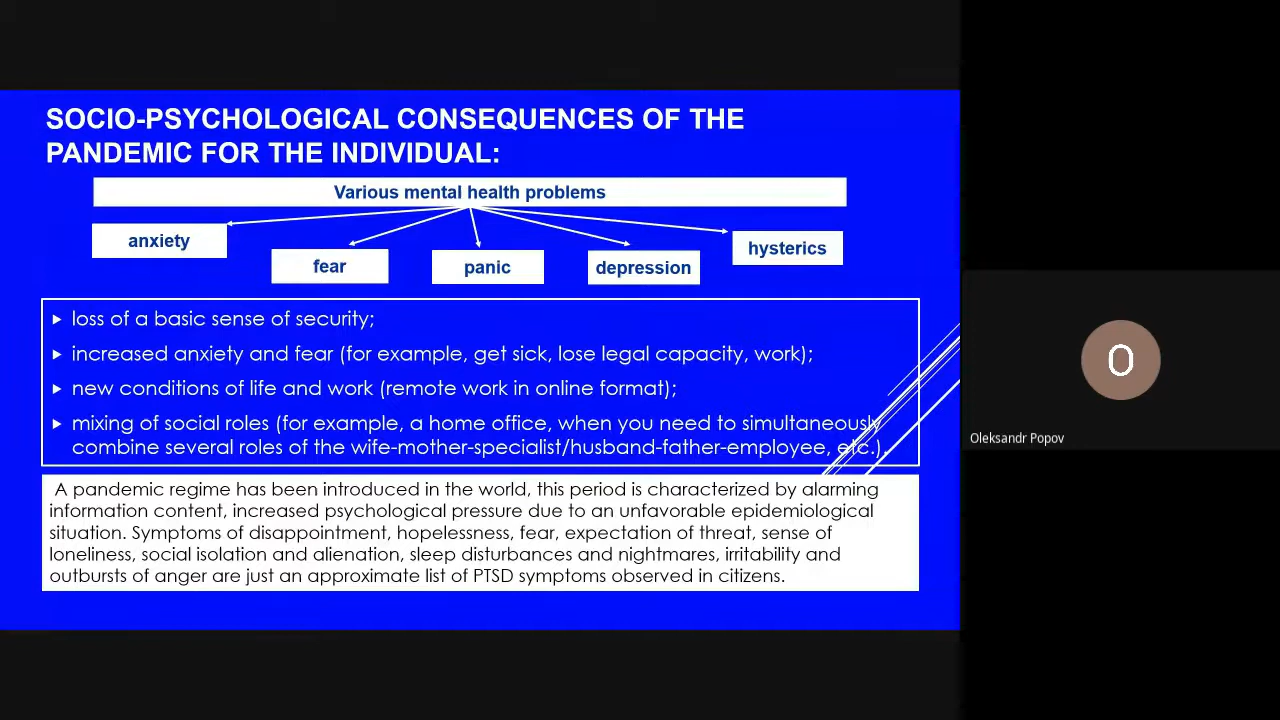 SOCIO-PSYCHOLOGICAL CONSEQUENCES OF THE
PANDEMIC FOR THE INDIVIDUAL:
Various mental health problems
anxiety
fear
panic
depression
hysterics
loss of a basic sense of security;
increased anxiety and fear (for example, get sick, lose legal capacity, work);
new conditions of life and work (remote work in online format);
mixing of social roles (for example, a home office, when you need to simultaneously
combine several roles of the wife-mother-specialist/husband-father-employee, etc.).
A pandemic regime has been introduced in the world, this period is characterized by alarming
information content, increased psychological pressure due to an unfavorable epidemiological
situation. Symptoms of disappointment, hopelessness, fear, expectation of threat, sense of
loneliness, social isolation and alienation, sleep disturbances and nightmares, irritability and
outbursts of anger are just an approximate list of PTSD symptoms observed in citizens.
O
Oleksandr Popov